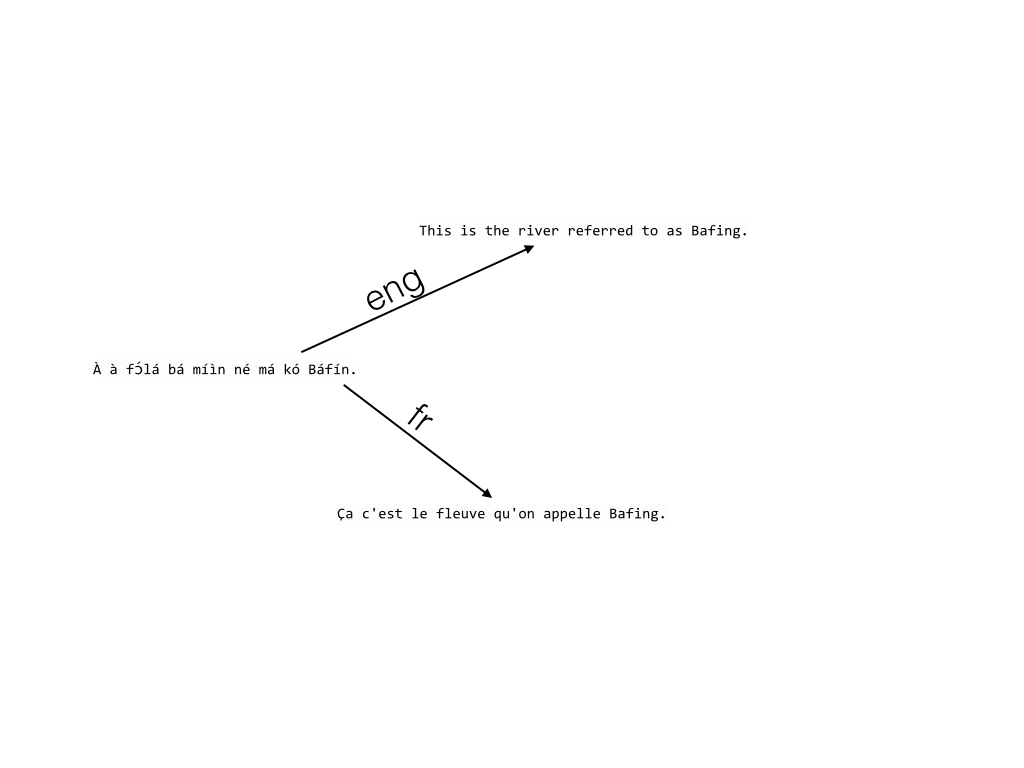 This is the river referred to as Bafing.
eng
À à fɔ́lá bá míìn né má kó Báfín.
fr
Ça c'est le fleuve qu'on appelle Bafing.